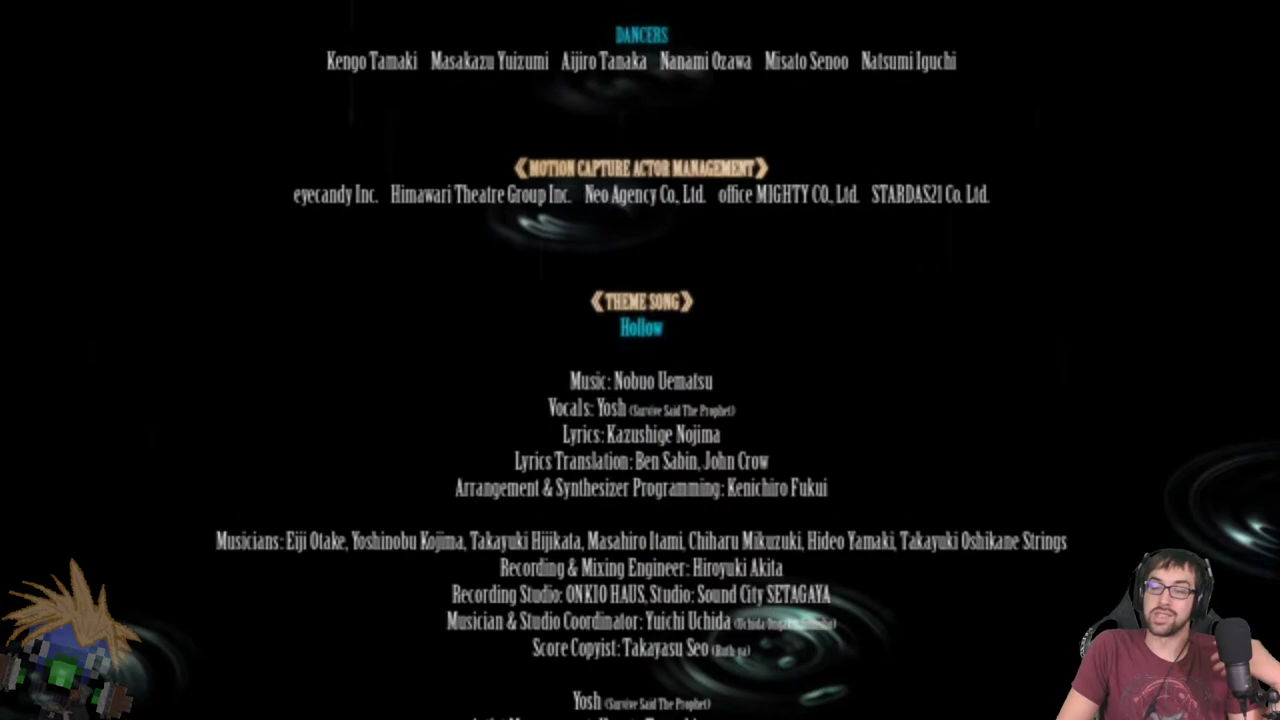 DANCERS
Kengo Tamaki Masakazu Yuizumi Aijiro Tanaka Nanami Ozawa Misato Senoo Natsumi Iguchi
《MOTION CAPTURE ACTOR MANAGEMENT》
eyecandy Inc. Himawari Theatre Group Inc. Neo Agency Co., Ltd. office MIGHTY CO., Ltd. STARDAS21 Co. Ltd.
《THEME SONG》
Hollow
Music: Nobuo Uematsu
Vocals: Yosh (Survive Said The Prophet)
Lyrics: Kazushige Nojima
Lyrics Translation: Ben Sabin, John Crow
Arrangement & Synthesizer Programming: Kenichiro Fukui
Musicians: Eiji Otake, Yoshinobu Kojima, Takayuki Hijikata, Masahiro Itami, Chiharu Mikuzuki, Hideo Yamaki, Takayuki Oshikane Strings
Recording & Mixing Engineer: Hiroyuki Akita
Recording Studio: ONKIO HAUS, Studio: Sound City SETAGAYA
Musician & Studio Coordinator: Yuichi Uchida
Score Copyist: Takayasu Seo
Yosh (Survive Said The Prophet)